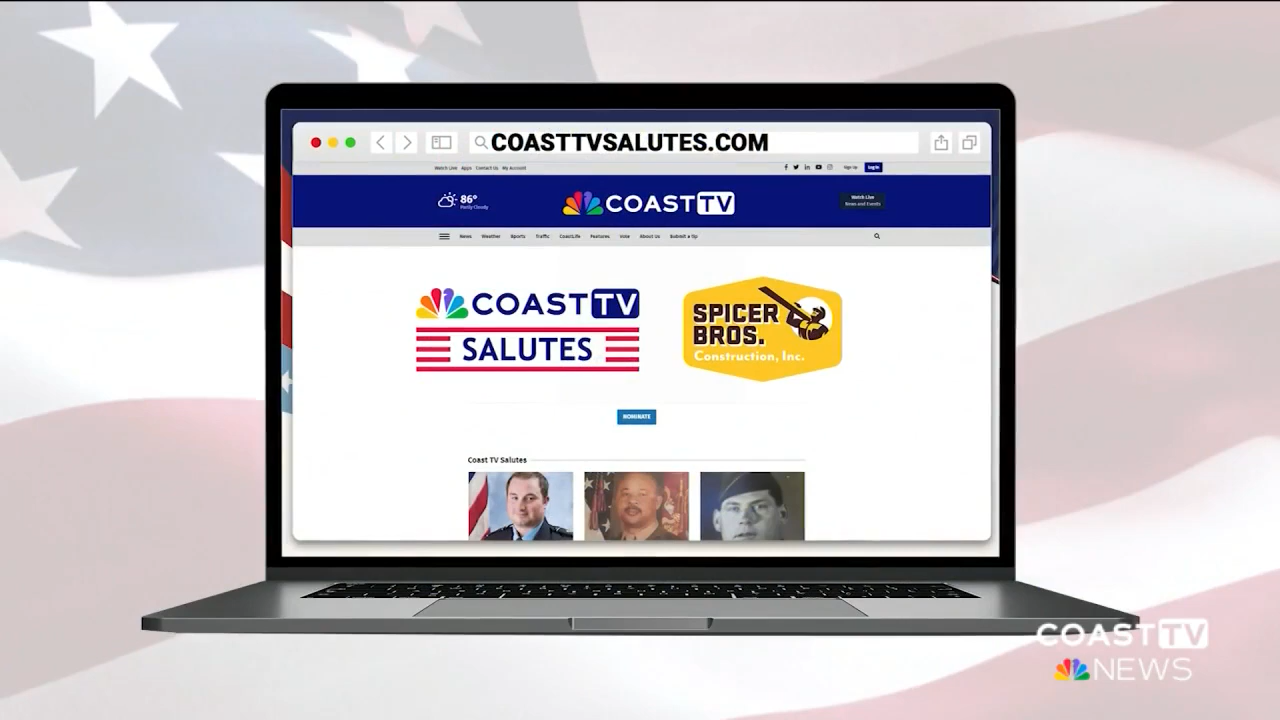 COASTTVSALUTES.COM
Watch Live Apps Contact Us My Account
Sign Up Log In
86°
Partly Cloudy
COAST TV
Watch Live
News and Events
News Weather Sports Traffic CoastLife Features Vote About Us Submit a tip
COAST TV
SALUTES
SPICER
BROS.
Construction, Inc.
NOMINATE
Coast TV Salutes
COAST TV
NEWS